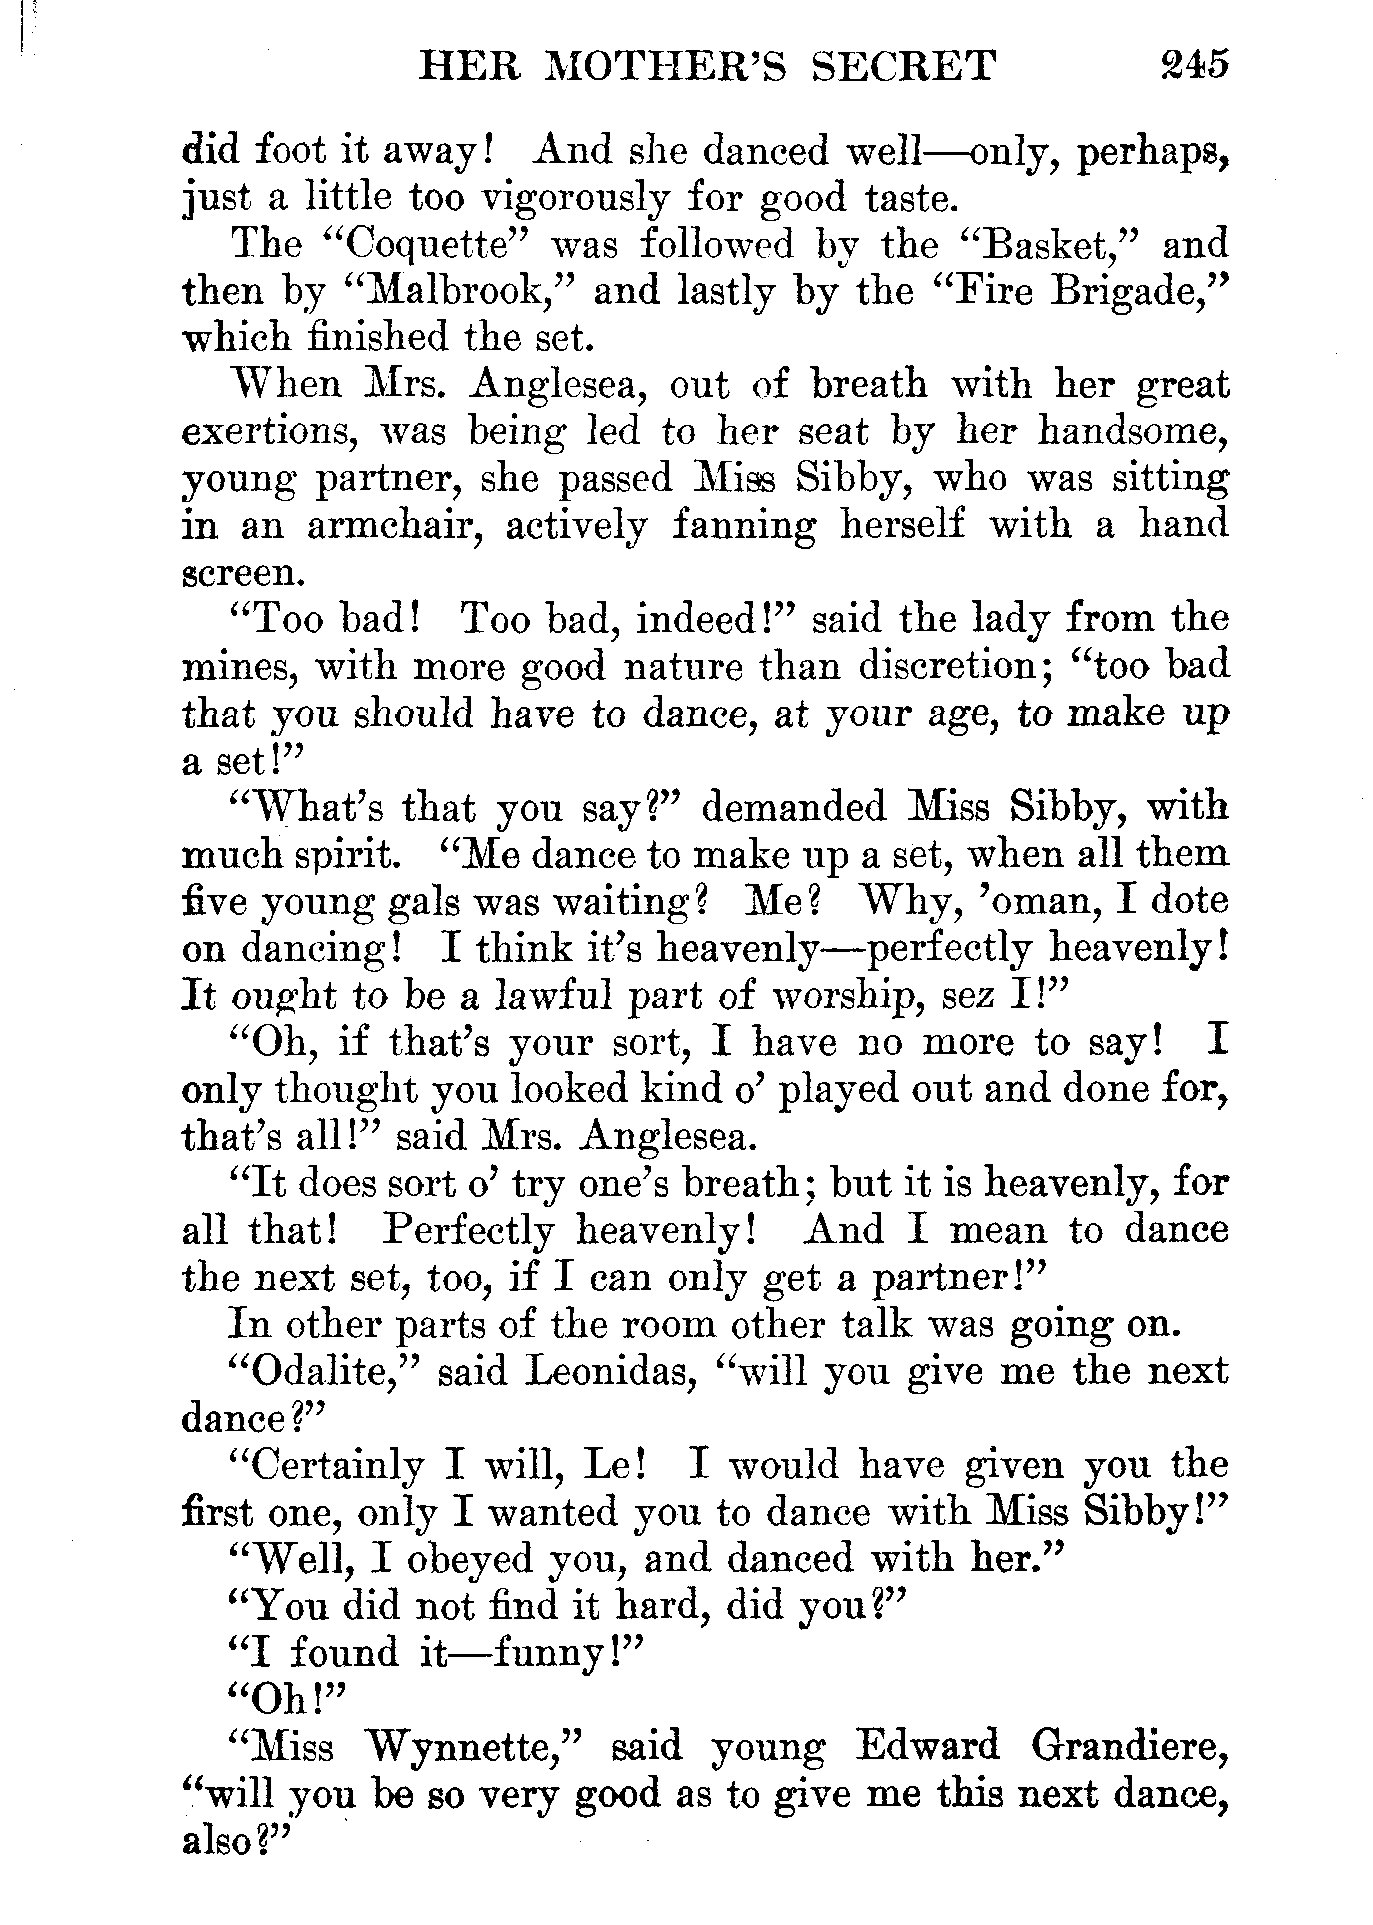 HER MOTHER'S SECRET 245
did foot it away! And she danced well—only, perhaps,
just a little too vigorously for good taste.
The “Coquette” was followed by the “Basket,” and
then by “Malbrook,” and lastly by the “Fire Brigade,”
which finished the set.
When Mrs. Anglesea, out of breath with her great
exertions, was being led to her seat by her handsome,
young partner, she passed Miss Sibby, who was sitting
in an armchair, actively fanning herself with a hand
screen.
“Too bad! Too bad, indeed!” said the lady from the
mines, with more good nature than discretion; “too bad
that you should have to dance, at your age, to make up
a set!”
“What’s that you say?” demanded Miss Sibby, with
much spirit. “Me dance to make up a set, when all them
five young gals was waiting? Me? Why, ’oman, I dote
on dancing! I think it’s heavenly—perfectly heavenly!
It ought to be a lawful part of worship, sez I!”
“Oh, if that’s your sort, I have no more to say! I
only thought you looked kind o’ played out and done for,
that’s all!” said Mrs. Anglesea.
“It does sort o’ try one’s breath; but it is heavenly, for
all that! Perfectly heavenly! And I mean to dance
the next set, too, if I can only get a partner!”
In other parts of the room other talk was going on.
“Odalite,” said Leonidas, “will you give me the next
dance?”
“Certainly I will, Le! I would have given you the
first one, only I wanted you to dance with Miss Sibby!”
“Well, I obeyed you, and danced with her.”
“You did not find it hard, did you?”
“I found it—funny!”
“Oh!”
“Miss Wynnette,” said young Edward Grandiere,
“will you be so very good as to give me this next dance,
also?”